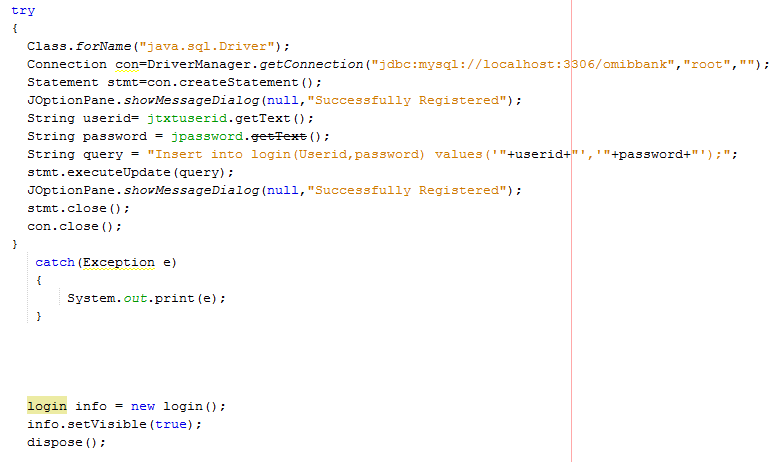 try
{
Class.forName("java.sql.Driver");
Connection con=DriverManager.getConnection("jdbc:mysql://localhost:3306/omibbank","root","");
Statement stmt=con.createStatement();
JOptionPane.showMessageDialog(null,"Successfully Registered");
String userid= jtxtuserid.getText();
String password = jpassword.getText();
String query = "Insert into login(Userid,password) values('"+userid+"','"+password+"');";
stmt.executeUpdate(query);
JOptionPane.showMessageDialog(null,"Successfully Registered");
stmt.close();
con.close();
}
catch(Exception e)
{
System.out.print(e);
}
login info = new login();
info.setVisible(true);
dispose();